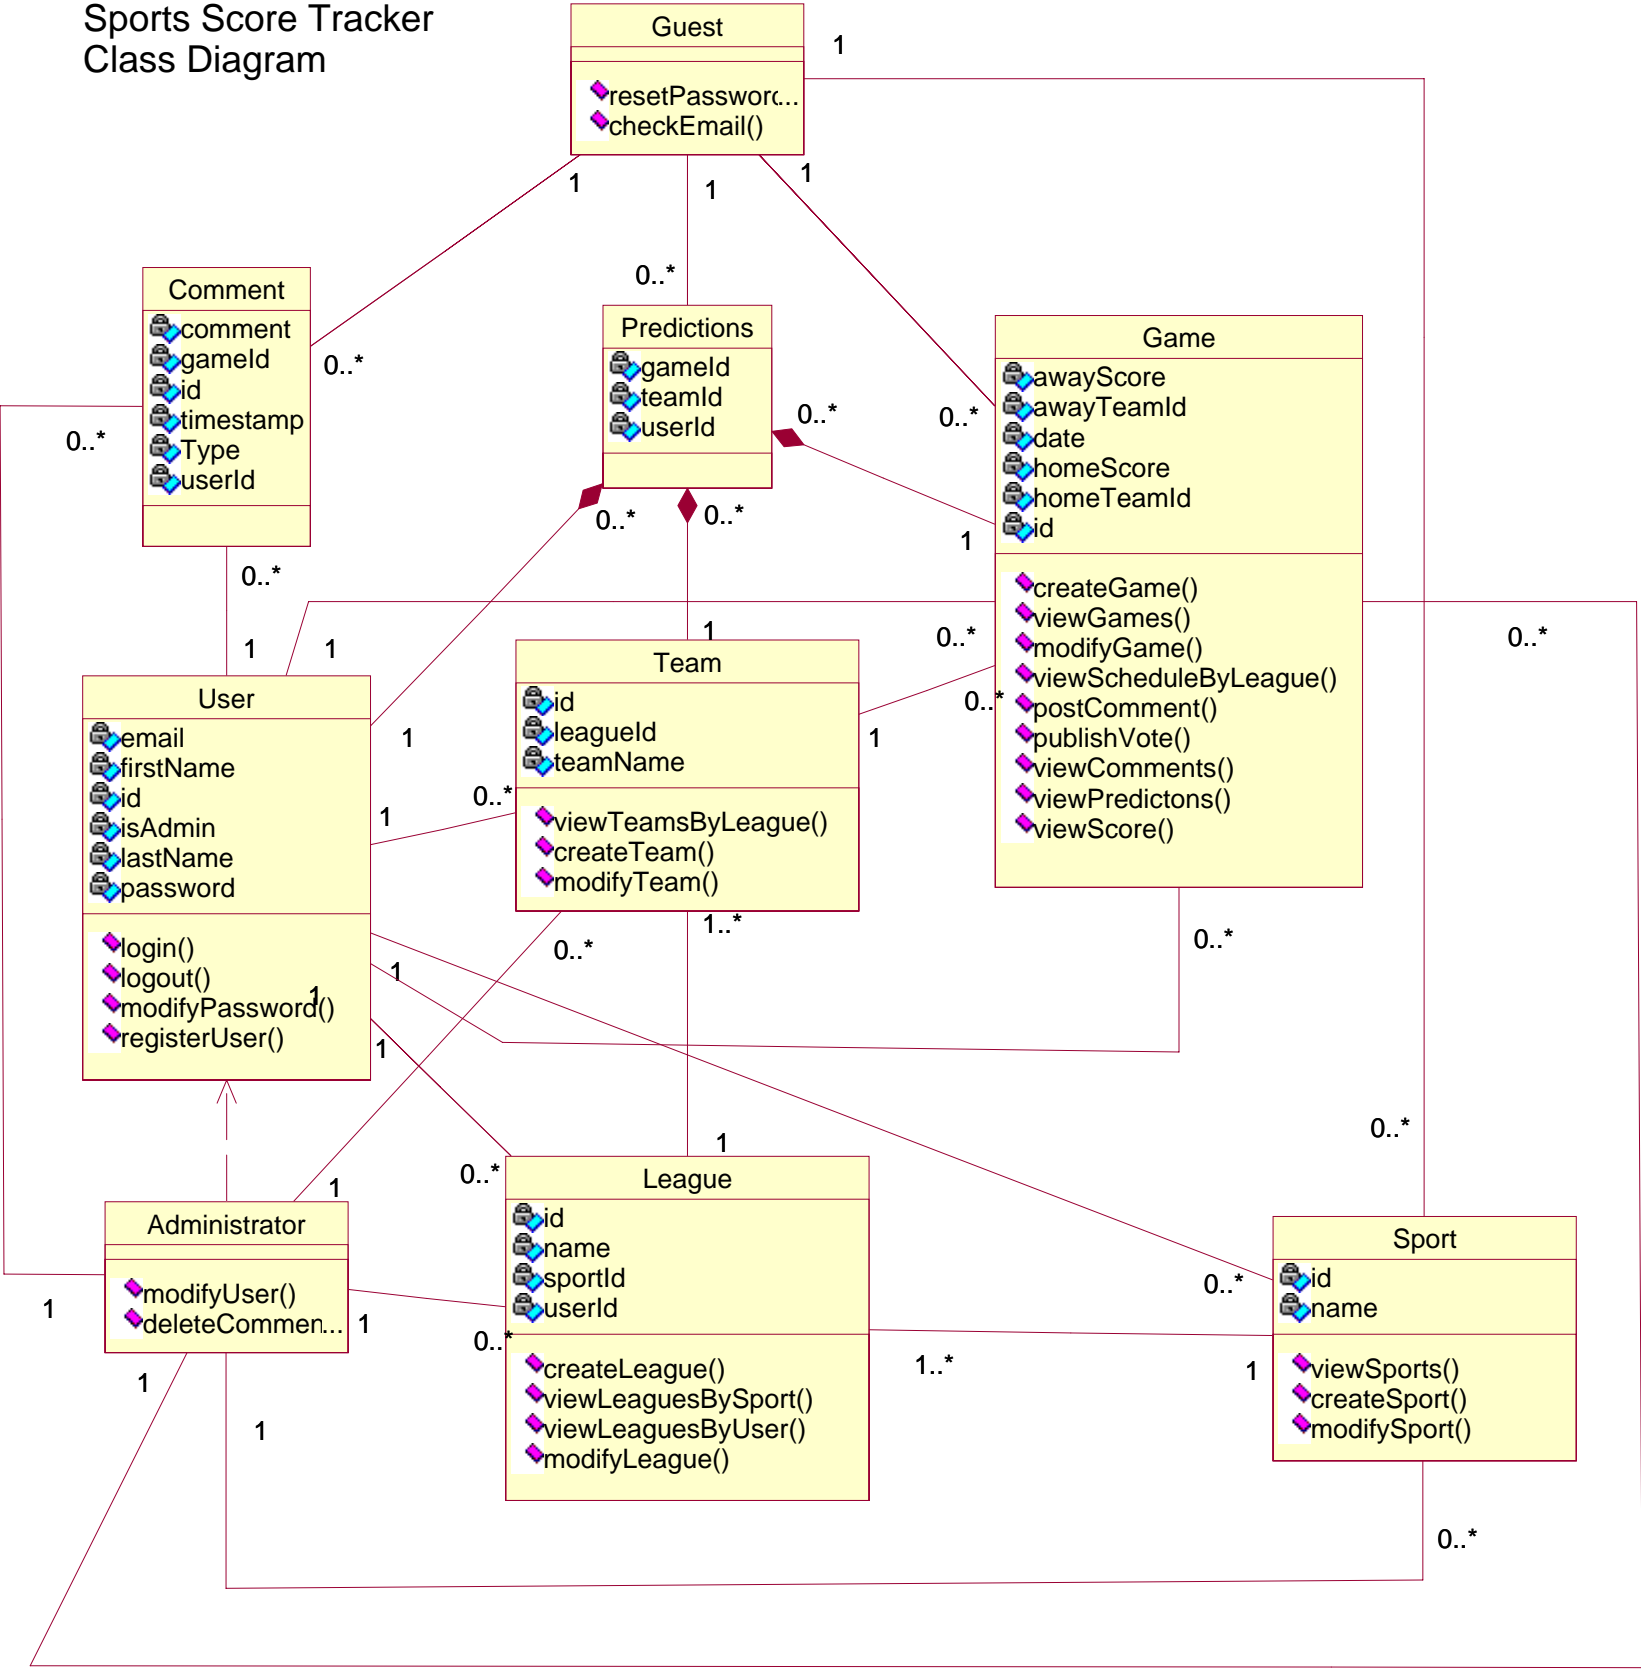 Sports Score Tracker
Class Diagram
Guest
resetPassword...
checkEmail()
1
1
1
1
0..*
0..*
0..*
Comment
comment
gameId
id
timestamp
Type
userId
0..*
0..*
Predictions
gameId
teamId
userId
0..*
0..*
0..*
Game
awayScore
awayTeamId
date
homeScore
homeTeamId
id
createGame()
viewGames()
modifyGame()
viewScheduleByLeague()
postComment()
publishVote()
viewComments()
viewPredictons()
viewScore()
1
0..*
0..*
0..*
0..*
User
email
firstName
id
isAdmin
lastName
password
login()
logout()
modifyPassword()
registerUser()
1
1
1
1
1
1
1
Team
id
leagueId
teamName
viewTeamsByLeague()
createTeam()
modifyTeam()
1
1
0..*
0..*
1..*
Administrator
modifyUser()
deleteCommen...
1
1
1
1
1
League
id
name
sportId
userId
createLeague()
viewLeaguesBySport()
viewLeaguesByUser()
modifyLeague()
1
0..*
0..*
1..*
Sport
id
name
viewSports()
createSport()
modifySport()
0..*
0..*
1
0..*